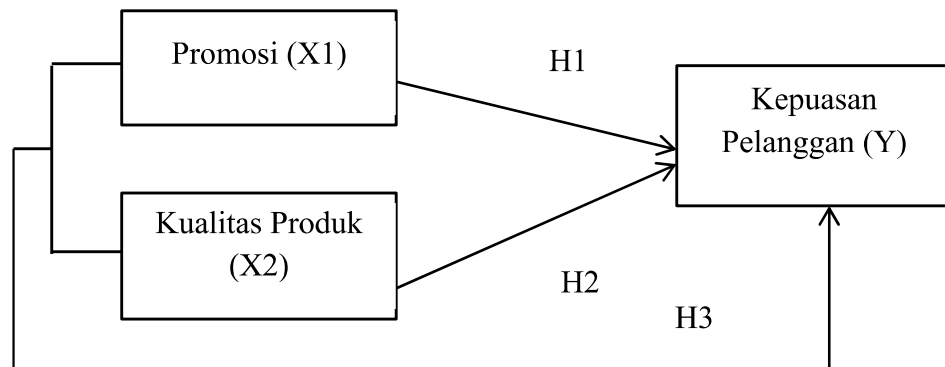 Promosi (X1)
H1
Kepuasan
Pelanggan (Y)
Kualitas Produk
(X2)
H2
H3